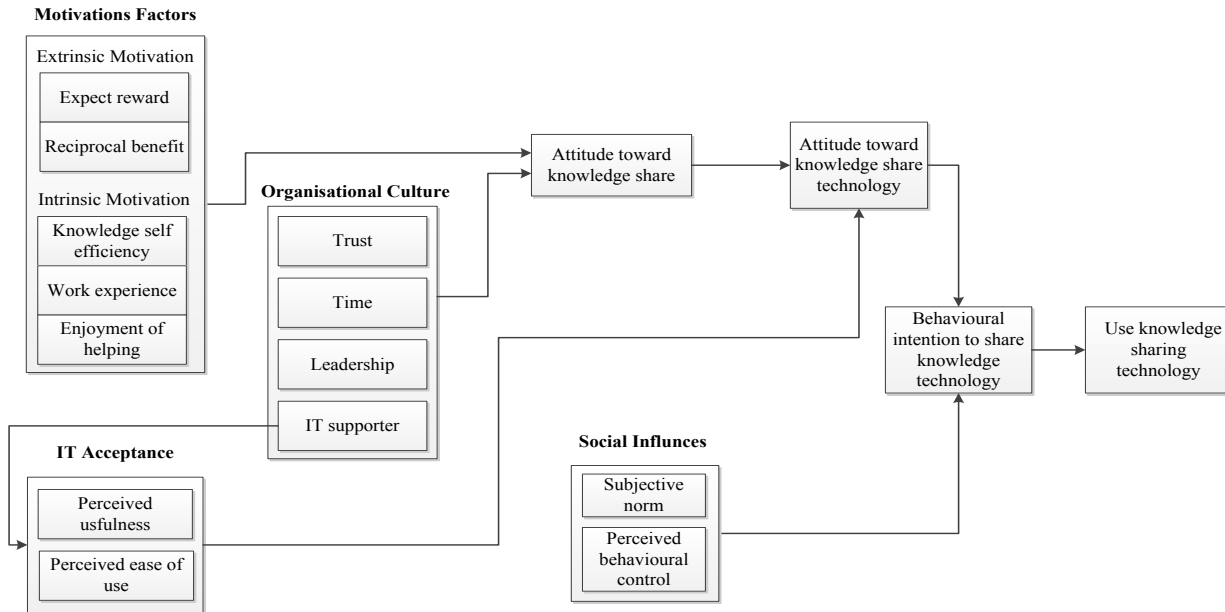 Motivations Factors
Extrinsic Motivation
Expect reward
Reciprocal benefit
Intrinsic Motivation
Knowledge self
efficiency
Work experience
Enjoyment of
helping
Organisational Culture
Trust
Time
Leadership
IT supporter
IT Acceptance
Perceived
usfulness
Perceived ease of
use
Attitude toward
knowledge share
Attitude toward
knowledge share
technology
Behavioural
intention to share
knowledge
technology
Use knowledge
sharing
technology
Social Influnces
Subjective
norm
Perceived
behavioural
control